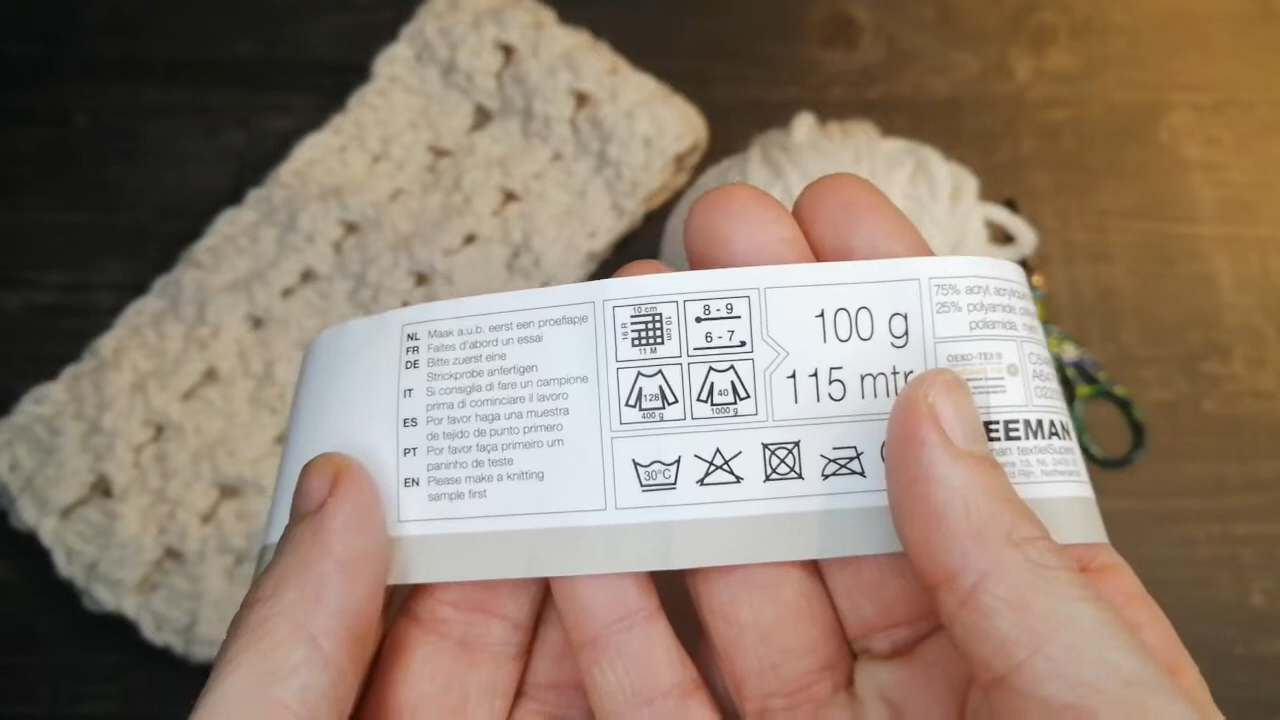 NL Maak a.u.b. eerst een proeflapje
FR Faites d'abord un essai
DE Bitte zuerst eine
Strickprobe anfertigen
IT Si consiglia di fare un campione
prima di cominciare il lavoro
ES Por favor haga una muestra
de tejido de punto primero
PT Por favor faça primeiro um
paninho de teste
EN Please make a knitting
sample first
10 cm
16 R
10 cm
11 M
8 - 9
6 - 7
128
400 g
40
1000 g
30°C
100 g
115 mtr
75% acryl,
25% polyamide,
OEKO-TEX®
EEMAN